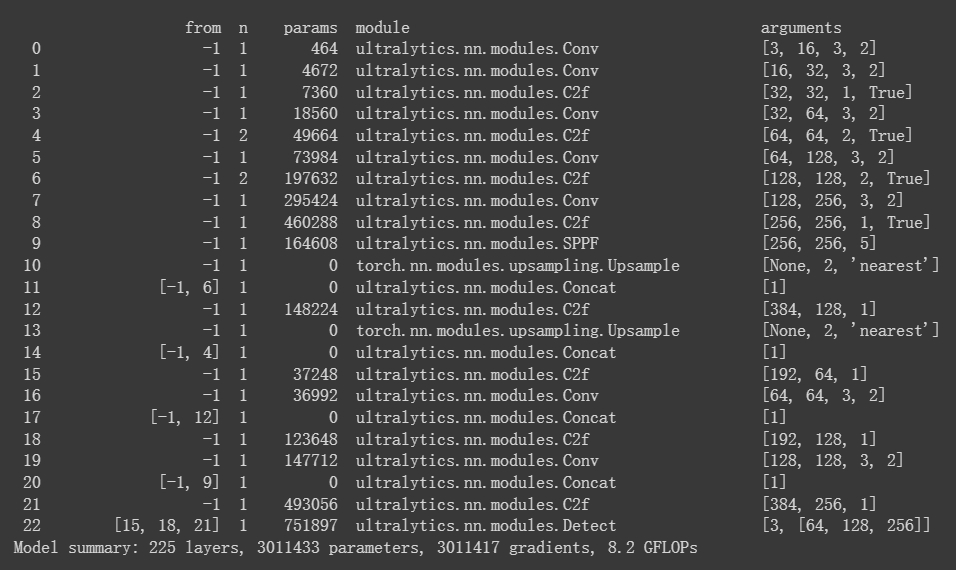 from n params module arguments
0 -1 1 464 ultralytics.nn.modules.Conv [3, 16, 3, 2]
1 -1 1 4672 ultralytics.nn.modules.Conv [16, 32, 3, 2]
2 -1 1 7360 ultralytics.nn.modules.C2f [32, 32, 1, True]
3 -1 1 18560 ultralytics.nn.modules.Conv [32, 64, 3, 2]
4 -1 2 49664 ultralytics.nn.modules.C2f [64, 64, 2, True]
5 -1 1 73984 ultralytics.nn.modules.Conv [64, 128, 3, 2]
6 -1 2 197632 ultralytics.nn.modules.C2f [128, 128, 2, True]
7 -1 1 295424 ultralytics.nn.modules.Conv [128, 256, 3, 2]
8 -1 1 460288 ultralytics.nn.modules.C2f [256, 256, 1, True]
9 -1 1 164608 ultralytics.nn.modules.SPPF [256, 256, 5]
10 -1 1 0 torch.nn.modules.upsampling.Upsample [None, 2, 'nearest']
11 [-1, 6] 1 0 ultralytics.nn.modules.Concat [1]
12 -1 1 148224 ultralytics.nn.modules.C2f [384, 128, 1]
13 -1 1 0 torch.nn.modules.upsampling.Upsample [None, 2, 'nearest']
14 [-1, 4] 1 0 ultralytics.nn.modules.Concat [1]
15 -1 1 37248 ultralytics.nn.modules.C2f [192, 64, 1]
16 -1 1 36992 ultralytics.nn.modules.Conv [64, 64, 3, 2]
17 [-1, 12] 1 0 ultralytics.nn.modules.Concat [1]
18 -1 1 123648 ultralytics.nn.modules.C2f [192, 128, 1]
19 -1 1 147712 ultralytics.nn.modules.Conv [128, 128, 3, 2]
20 [-1, 9] 1 0 ultralytics.nn.modules.Concat [1]
21 -1 1 493056 ultralytics.nn.modules.C2f [384, 256, 1]
22 [15, 18, 21] 1 751897 ultralytics.nn.modules.Detect [3, [64, 128, 256]]
Model summary: 225 layers, 3011433 parameters, 3011417 gradients, 8.2 GFLOPs